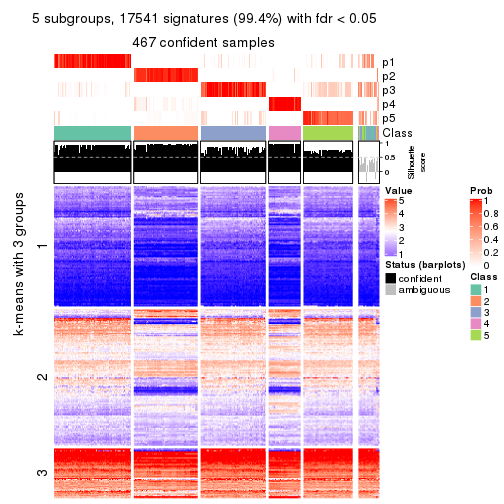 5 subgroups, 17541 signatures (99.4%) with fdr < 0.05
467 confident samples
p1
p2
p3
p4
p5
Class
1
0.5
0
Silhouette
score
k-means with 3 groups
1
2
3
Value
5
4
3
2
1
Status (barplots)
confident
ambiguous
Prob
1
0.8
0.6
0.4
0.2
0
Class
1
2
3
4
5